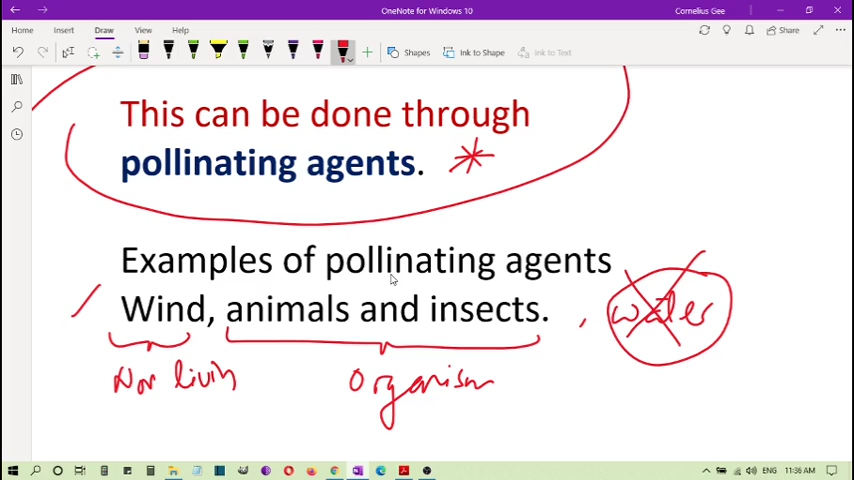 OneNote for Windows 10
Cornelius Gee
Home Insert Draw View Help
Share
Shapes Ink to Shape Ink to Text
This can be done through
pollinating agents. *
Examples of pollinating agents
Wind, animals and insects. , water
Non livin Organism
ENG 11:36 AM